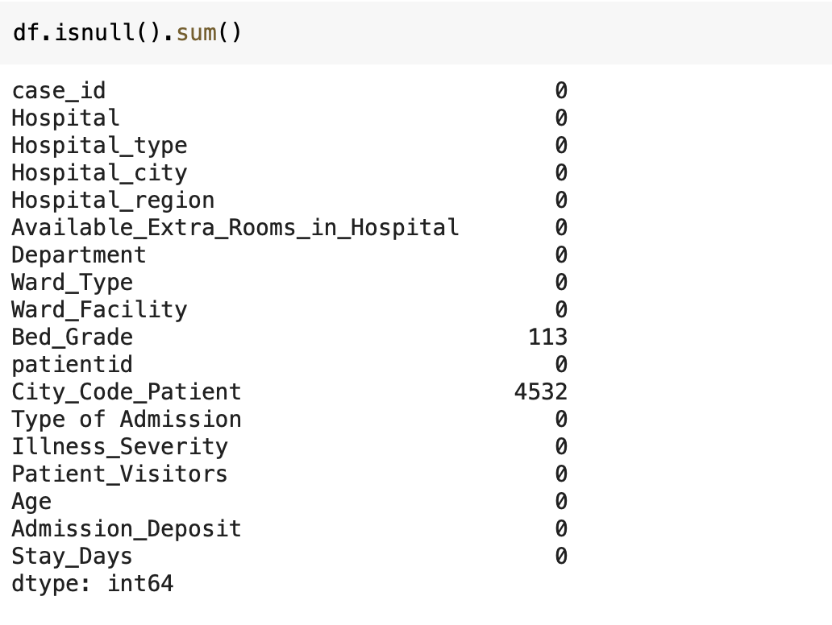 df.isnull().sum()
case_id 0
Hospital 0
Hospital_type 0
Hospital_city 0
Hospital_region 0
Available_Extra_Rooms_in_Hospital 0
Department 0
Ward_Type 0
Ward_Facility 0
Bed_Grade 113
patientid 0
City_Code_Patient 4532
Type of Admission 0
Illness_Severity 0
Patient_Visitors 0
Age 0
Admission_Deposit 0
Stay_Days 0
dtype: int64